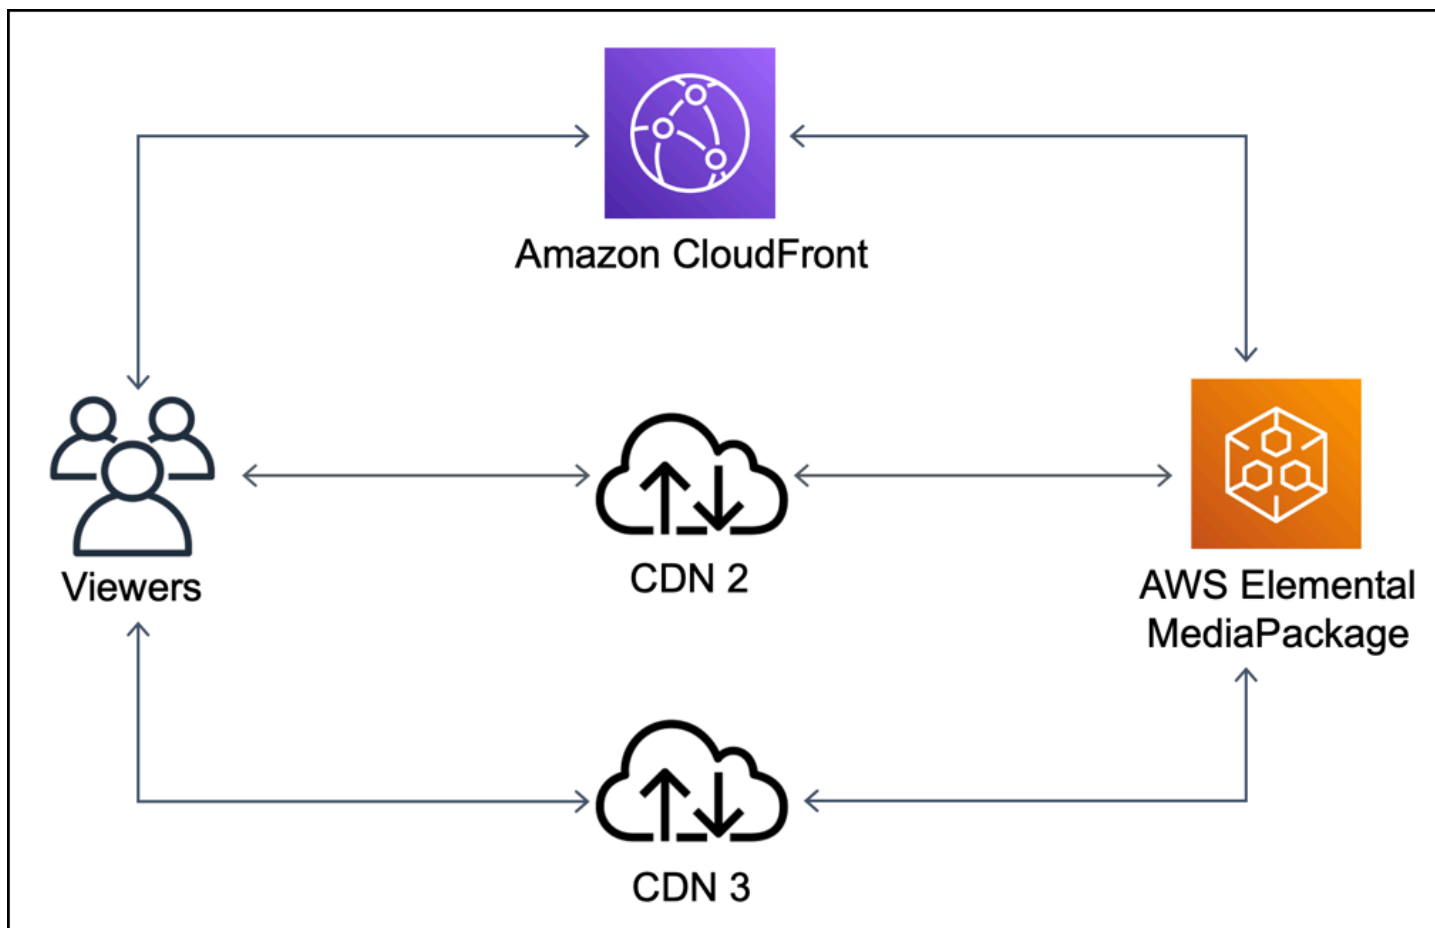 Amazon CloudFront
Viewers
CDN 2
AWS Elemental
MediaPackage
CDN 3